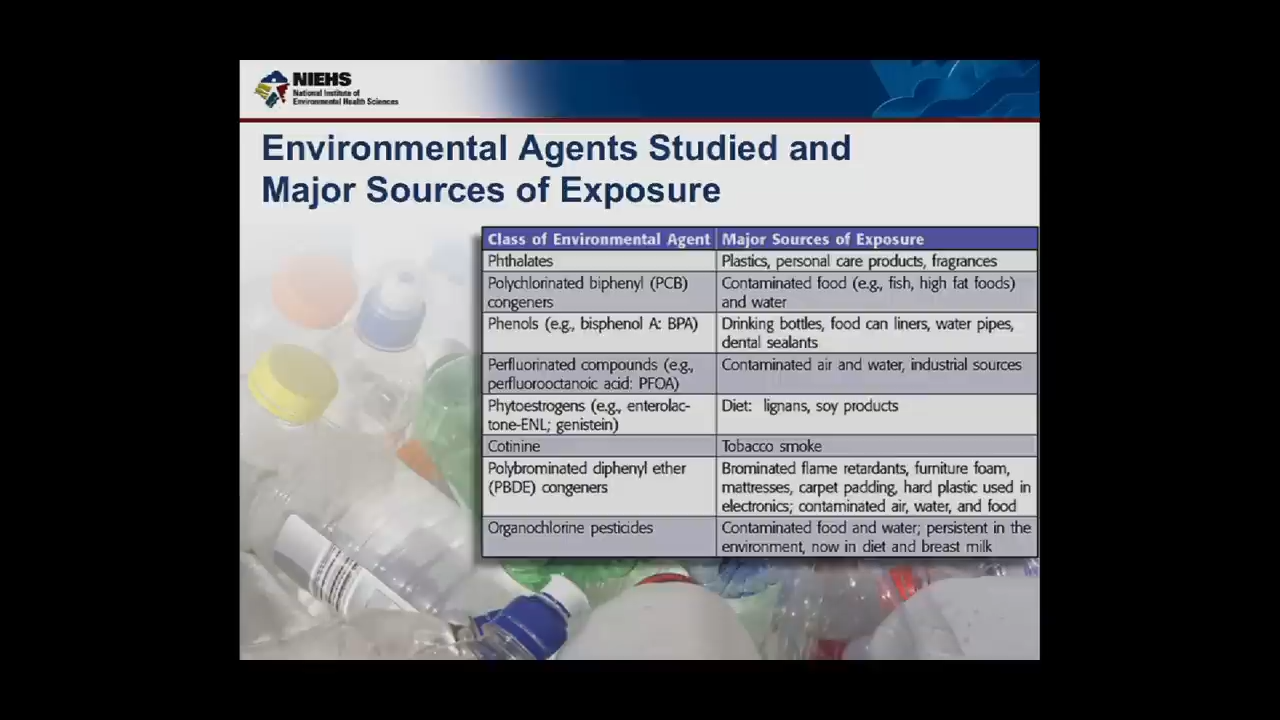 NIEHS
National Institute of
Environmental Health Sciences
Environmental Agents Studied and
Major Sources of Exposure
Class of Environmental Agent Major Sources of Exposure
Phthalates Plastics, personal care products, fragrances
Polychlorinated biphenyl (PCB) Contaminated food (e.g., fish, high fat foods)
congeners and water
Phenols (e.g., bisphenol A: BPA) Drinking bottles, food can liners, water pipes,
dental sealants
Perfluorinated compounds (e.g., Contaminated air and water, industrial sources
perfluorooctanoic acid: PFOA)
Phytoestrogens (e.g., enterolac- Diet: lignans, soy products
tone-ENL; genistein)
Cotinine Tobacco smoke
Polybrominated diphenyl ether Brominated flame retardants, furniture foam,
(PBDE) congeners mattresses, carpet padding, hard plastic used in
electronics; contaminated air, water, and food
Organochlorine pesticides Contaminated food and water; persistent in the
environment, now in diet and breast milk